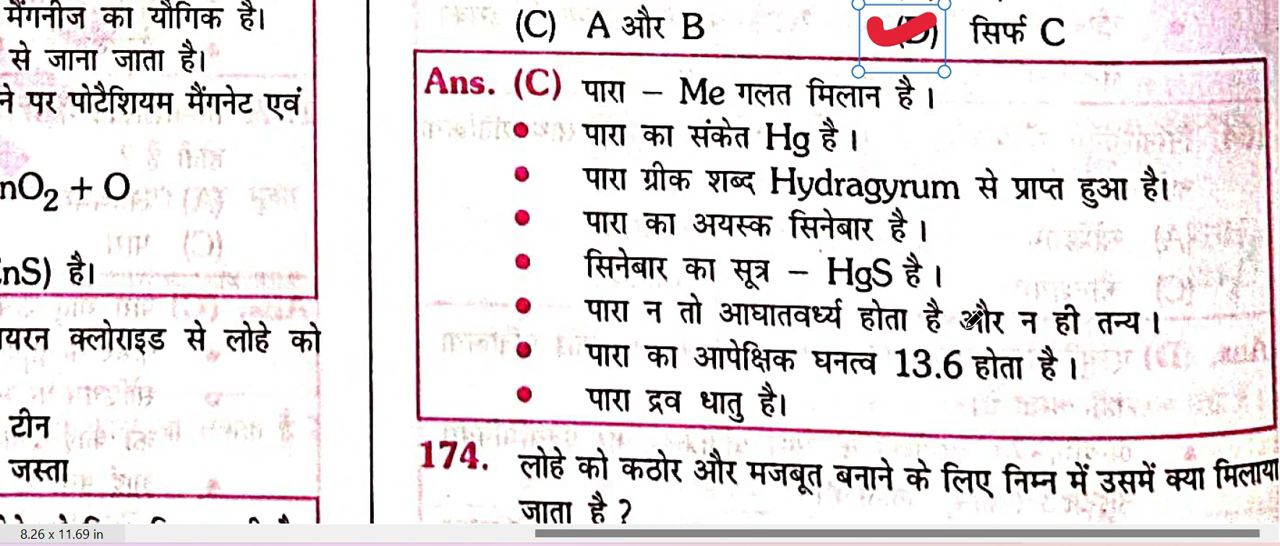 मैंगनीज का यौगिक है।
से जाना जाता है।
ने पर पोटैशियम मैंगनेट एवं
nO2 + O
nS) है।
यरन क्लोराइड से लोहे को
टीन
जस्ता
(C) A और B (D) सिर्फ C
Ans. (C) पारा – Me गलत मिलान है।
• पारा का संकेत Hg है।
• पारा ग्रीक शब्द Hydragyrum से प्राप्त हुआ है।
• पारा का अयस्क सिनेबार है।
• सिनेबार का सूत्र – HgS है।
• पारा न तो आघातवर्ध्य होता है और न ही तन्य।
• पारा का आपेक्षिक घनत्व 13.6 होता है।
• पारा द्रव धातु है।
174. लोहे को कठोर और मजबूत बनाने के लिए निम्न में उसमें क्या मिलाया
जाता है ?
8.26 x 11.69 in